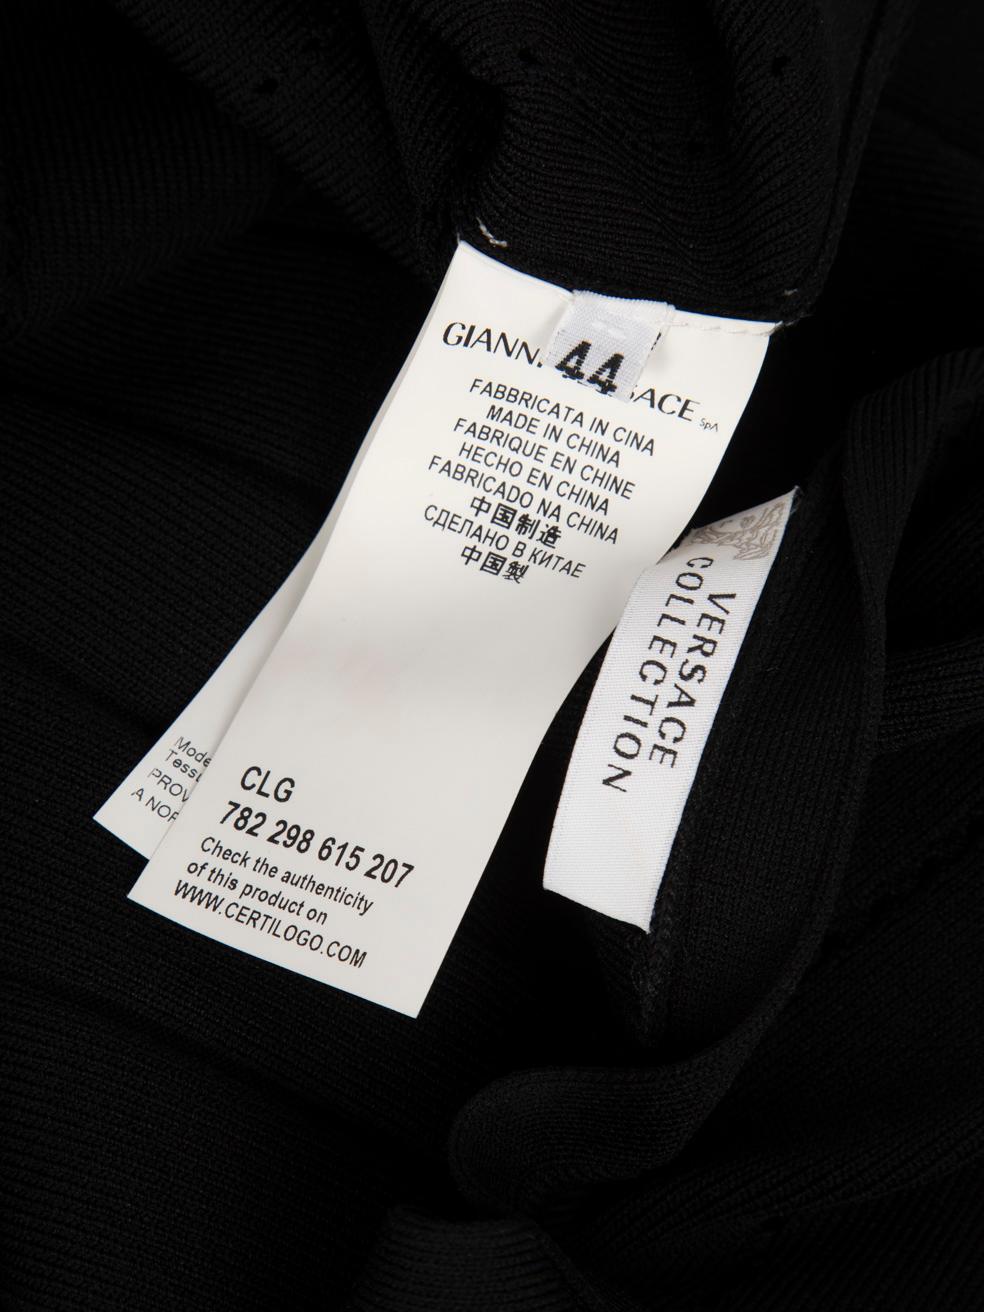 44
SpA
FABBRICATA IN CINA
MADE IN CHINA
FABRIQUE EN CHINE
HECHO EN CHINA
FABRICADO NA CHINA
中国制造
СДЕЛАНО В КИТАЕ
中国製
CLG
782 298 615 207
Check the authenticity
of this product on
WWW.CERTILOGO.COM
A NOR
VERSACE
COLLECTION